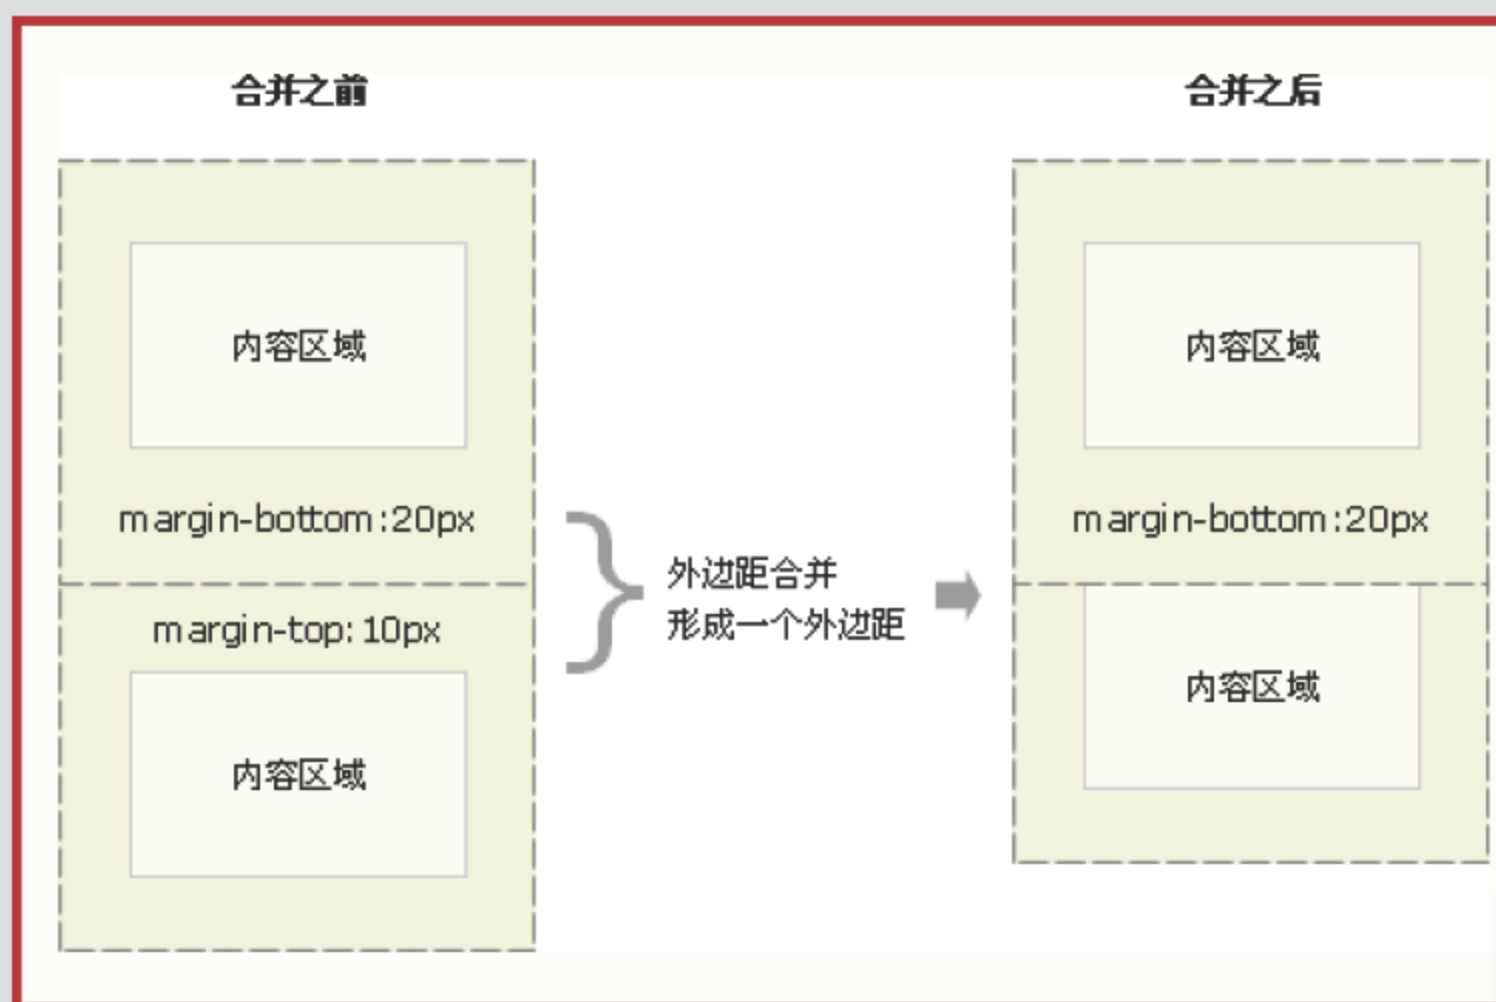 合并之前
合并之后
内容区域
内容区域
margin-bottom:20px
margin-bottom:20px
外边距合并
形成一个外边距
margin-top:10px
内容区域
内容区域